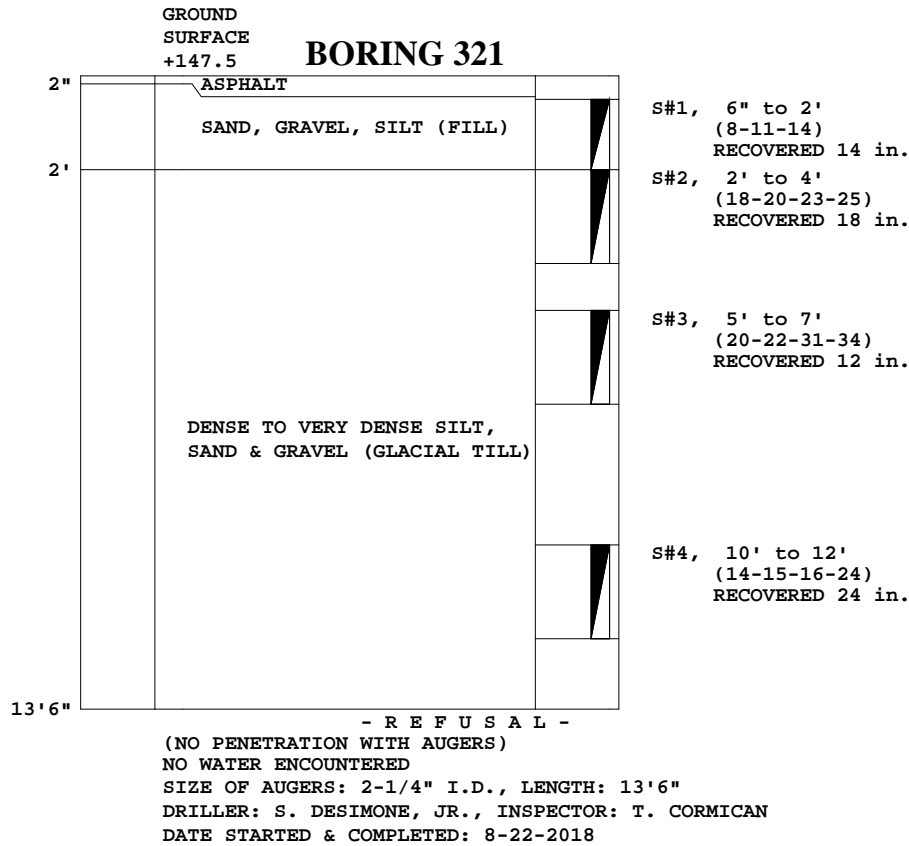 GROUND
SURFACE
+147.5
BORING 321
2"
ASPHALT
SAND, GRAVEL, SILT (FILL)
S#1, 6" to 2'
(8-11-14)
RECOVERED 14 in.
2'
S#2, 2' to 4'
(18-20-23-25)
RECOVERED 18 in.
S#3, 5' to 7'
(20-22-31-34)
RECOVERED 12 in.
DENSE TO VERY DENSE SILT,
SAND & GRAVEL (GLACIAL TILL)
S#4, 10' to 12'
(14-15-16-24)
RECOVERED 24 in.
13'6"
- R E F U S A L -
(NO PENETRATION WITH AUGERS)
NO WATER ENCOUNTERED
SIZE OF AUGERS: 2-1/4" I.D., LENGTH: 13'6"
DRILLER: S. DESIMONE, JR., INSPECTOR: T. CORMICAN
DATE STARTED & COMPLETED: 8-22-2018